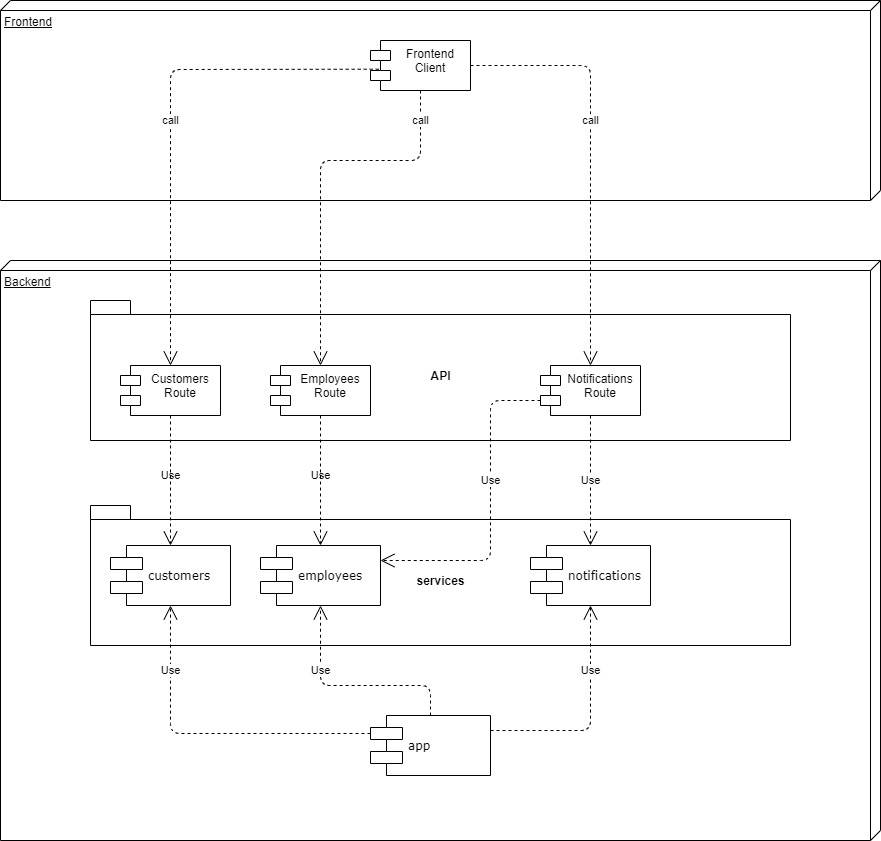 Frontend
Frontend
Client
call
call
call
Backend
Customers
Route
Employees
Route
API
Notifications
Route
Use
Use
Use
Use
customers
employees
services
notifications
Use
Use
Use
app